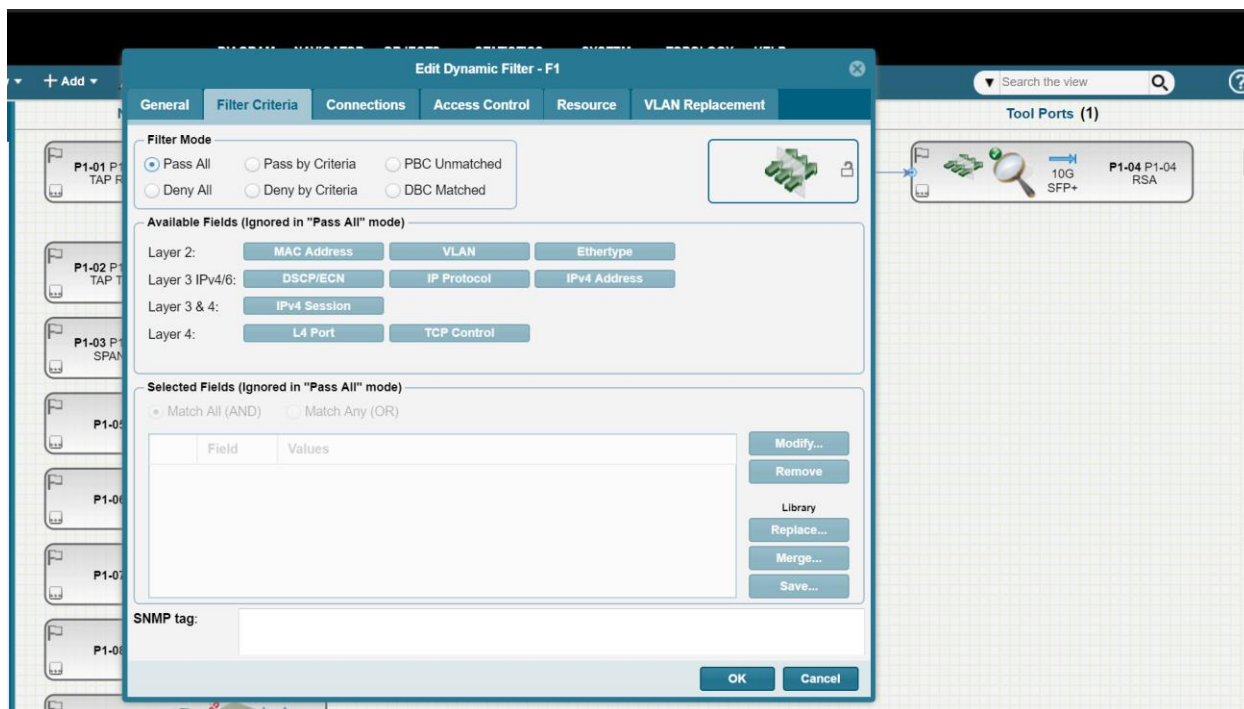 Edit Dynamic Filter - F1
+ Add
Search the view
General Filter Criteria Connections Access Control Resource VLAN Replacement
Tool Ports (1)
Filter Mode
Pass All Pass by Criteria PBC Unmatched
Deny All Deny by Criteria DBC Matched
P1-01
TAP
10G
SFP+
P1-04 P1-04
RSA
Available Fields (Ignored in "Pass All" mode)
Layer 2: MAC Address VLAN Ethertype
Layer 3 IPv4/6: DSCP/ECN IP Protocol IPv4 Address
Layer 3 & 4: IPv4 Session
Layer 4: L4 Port TCP Control
P1-02
TAP
P1-03
SPAN
Selected Fields (Ignored in "Pass All" mode)
Match All (AND) Match Any (OR)
Field Values
Modify...
Remove
Library
Replace...
Merge...
Save...
SNMP tag:
OK Cancel